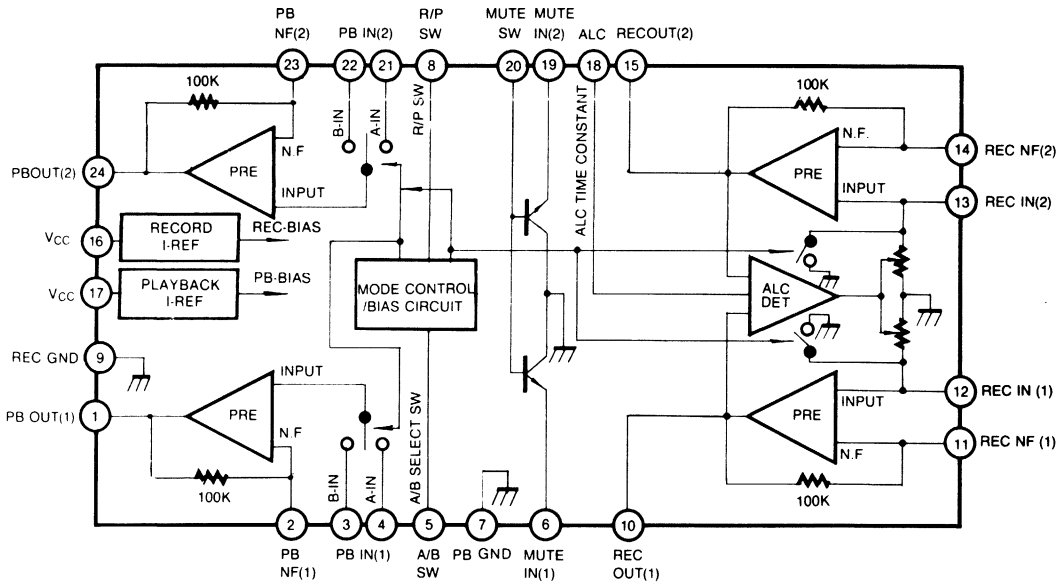 PB NF(2)
PB IN(2)
R/P SW
MUTE SW
MUTE IN(2)
ALC
RECOUT(2)
23
22
21
8
20
19
18
15
100K
N.F
PRE
INPUT
B-IN
A-IN
R/P SW
ALC TIME CONSTANT
100K
N.F.
PRE
INPUT
24
PBOUT(2)
14
REC NF(2)
13
REC IN(2)
16
VCC
RECORD I-REF
REC-BIAS
17
VCC
PLAYBACK I-REF
PB-BIAS
MODE CONTROL
/BIAS CIRCUIT
ALC DET
9
REC GND
1
PB OUT(1)
PRE
INPUT
N.F
100K
B-IN
A-IN
A/B SELECT SW
PRE
INPUT
N.F
100K
12
REC IN (1)
11
REC NF (1)
2
3
4
5
7
6
10
PB NF(1)
PB IN(1)
A/B SW
PB GND
MUTE IN(1)
REC OUT(1)